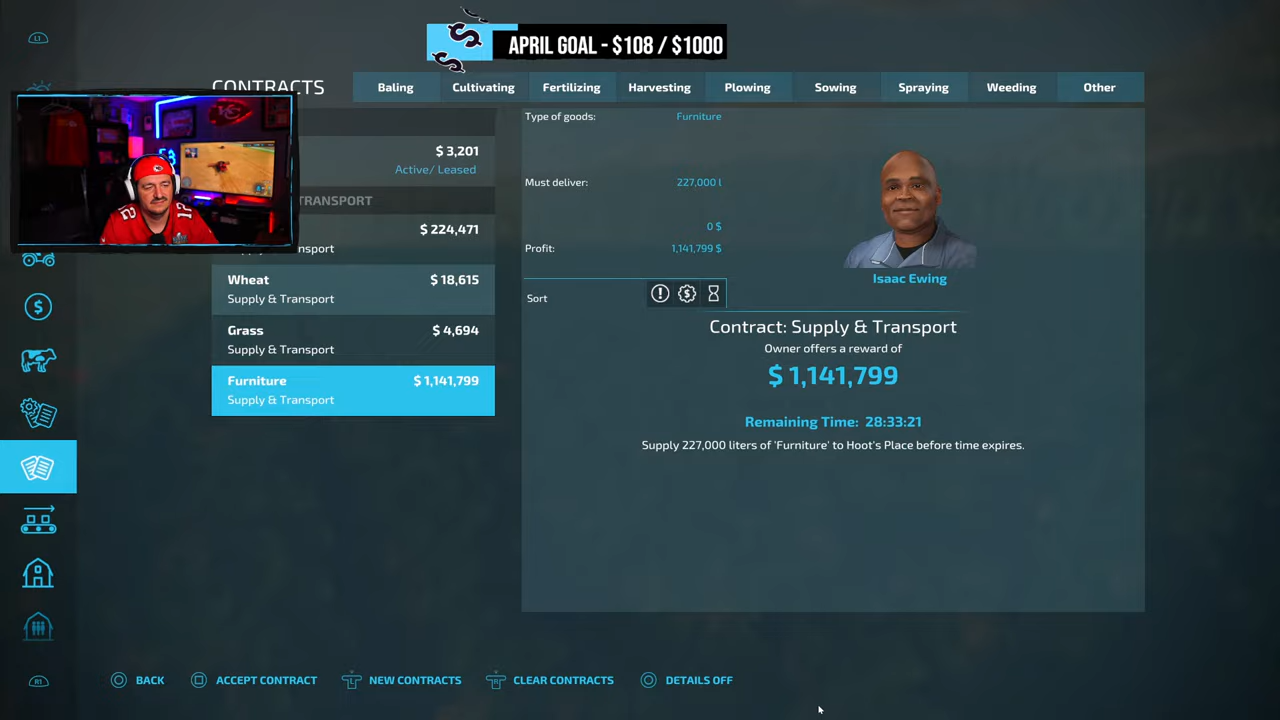 APRIL GOAL - $108 / $1000
L1
CONTRACTS
Baling
Cultivating
Fertilizing
Harvesting
Plowing
Sowing
Spraying
Weeding
Other
$ 3,201
Active/ Leased
TRANSPORT
$ 224,471
Supply & Transport
Wheat
$ 18,615
Supply & Transport
Grass
$ 4,694
Supply & Transport
Furniture
$ 1,141,799
Supply & Transport
Type of goods: Furniture
Must deliver: 227,000 l
0 $
Profit: 1,141,799 $
Sort
Isaac Ewing
Contract: Supply & Transport
Owner offers a reward of
$ 1,141,799
Remaining Time: 28:33:21
Supply 227,000 liters of 'Furniture' to Hoot's Place before time expires.
R1
BACK
ACCEPT CONTRACT
NEW CONTRACTS
CLEAR CONTRACTS
DETAILS OFF